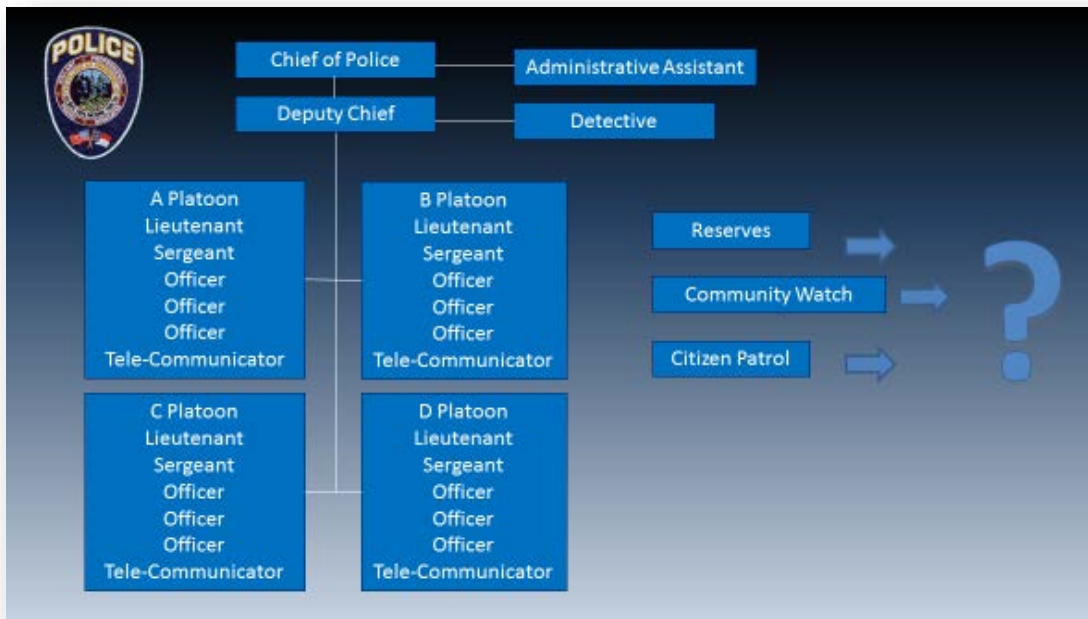 POLICE
Chief of Police
Administrative Assistant
Deputy Chief
Detective
A Platoon
Lieutenant
Sergeant
Officer
Officer
Officer
Tele-Communicator
B Platoon
Lieutenant
Sergeant
Officer
Officer
Officer
Tele-Communicator
Reserves
Community Watch
Citizen Patrol
?
C Platoon
Lieutenant
Sergeant
Officer
Officer
Officer
Tele-Communicator
D Platoon
Lieutenant
Sergeant
Officer
Officer
Officer
Tele-Communicator